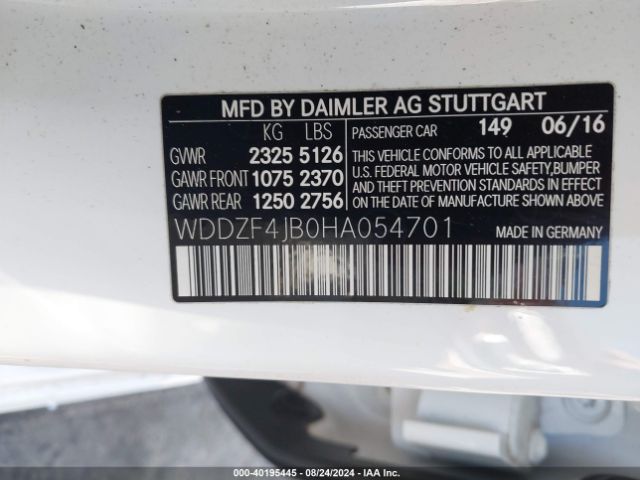 MFD BY DAIMLER AG STUTTGART
KG LBS PASSENGER CAR 149 06/16
GVWR 2325 5126
GAWR FRONT 1075 2370
GAWR REAR 1250 2756
THIS VEHICLE CONFORMS TO ALL APPLICABLE
U.S. FEDERAL MOTOR VEHICLE SAFETY,BUMPER
AND THEFT PREVENTION STANDARDS IN EFFECT
ON THE DATE OF MANUFACTURE SHOWN ABOVE
WDDZF4JB0HA054701 MADE IN GERMANY
000-40195445 - 08/24/2024 - IAAI.COM